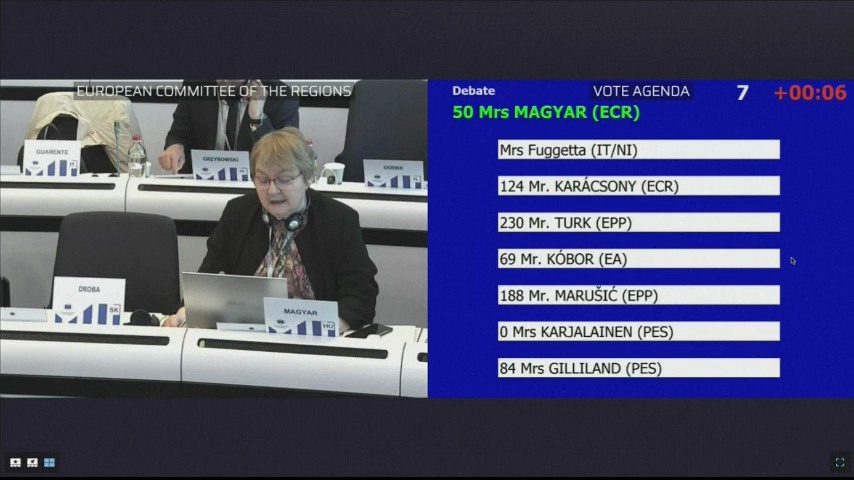 EUROPEAN COMMITTEE OF THE REGIONS
GUARENTE
IT
GRZYBOWSKI
PL
DROBA
SK
MAGYAR
HU
Debate
VOTE AGENDA
7
+00:06
50 Mrs MAGYAR (ECR)
Mrs Fuggetta (IT/NI)
124 Mr. KARÁCSONY (ECR)
230 Mr. TURK (EPP)
69 Mr. KÓBOR (EA)
188 Mr. MARUŠIĆ (EPP)
0 Mrs KARJALAINEN (PES)
84 Mrs GILLILAND (PES)